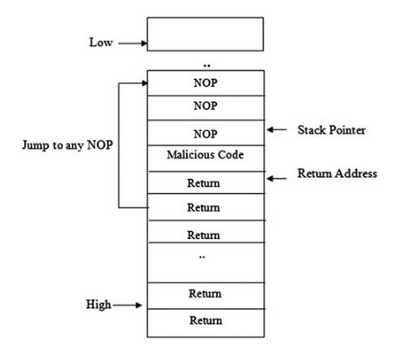 Low
..
NOP
NOP
NOP
Stack Pointer
Jump to any NOP
Malicious Code
Return
Return Address
Return
Return
..
Return
High
Return